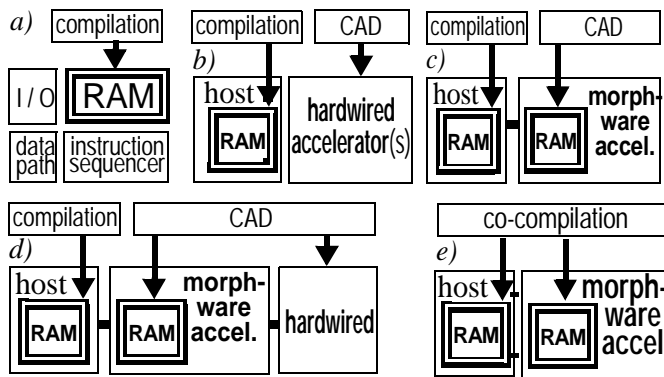 a)
compilation
I / O
RAM
data
path
instruction
sequencer
b)
compilation
CAD
host
RAM
hardwired
accelerator(s)
c)
compilation
CAD
host
RAM
RAM
morph-
ware
accel.
d)
compilation
CAD
host
RAM
RAM
morph-
ware
accel.
hardwired
e)
co-compilation
host
RAM
RAM
morph-
ware
accel.